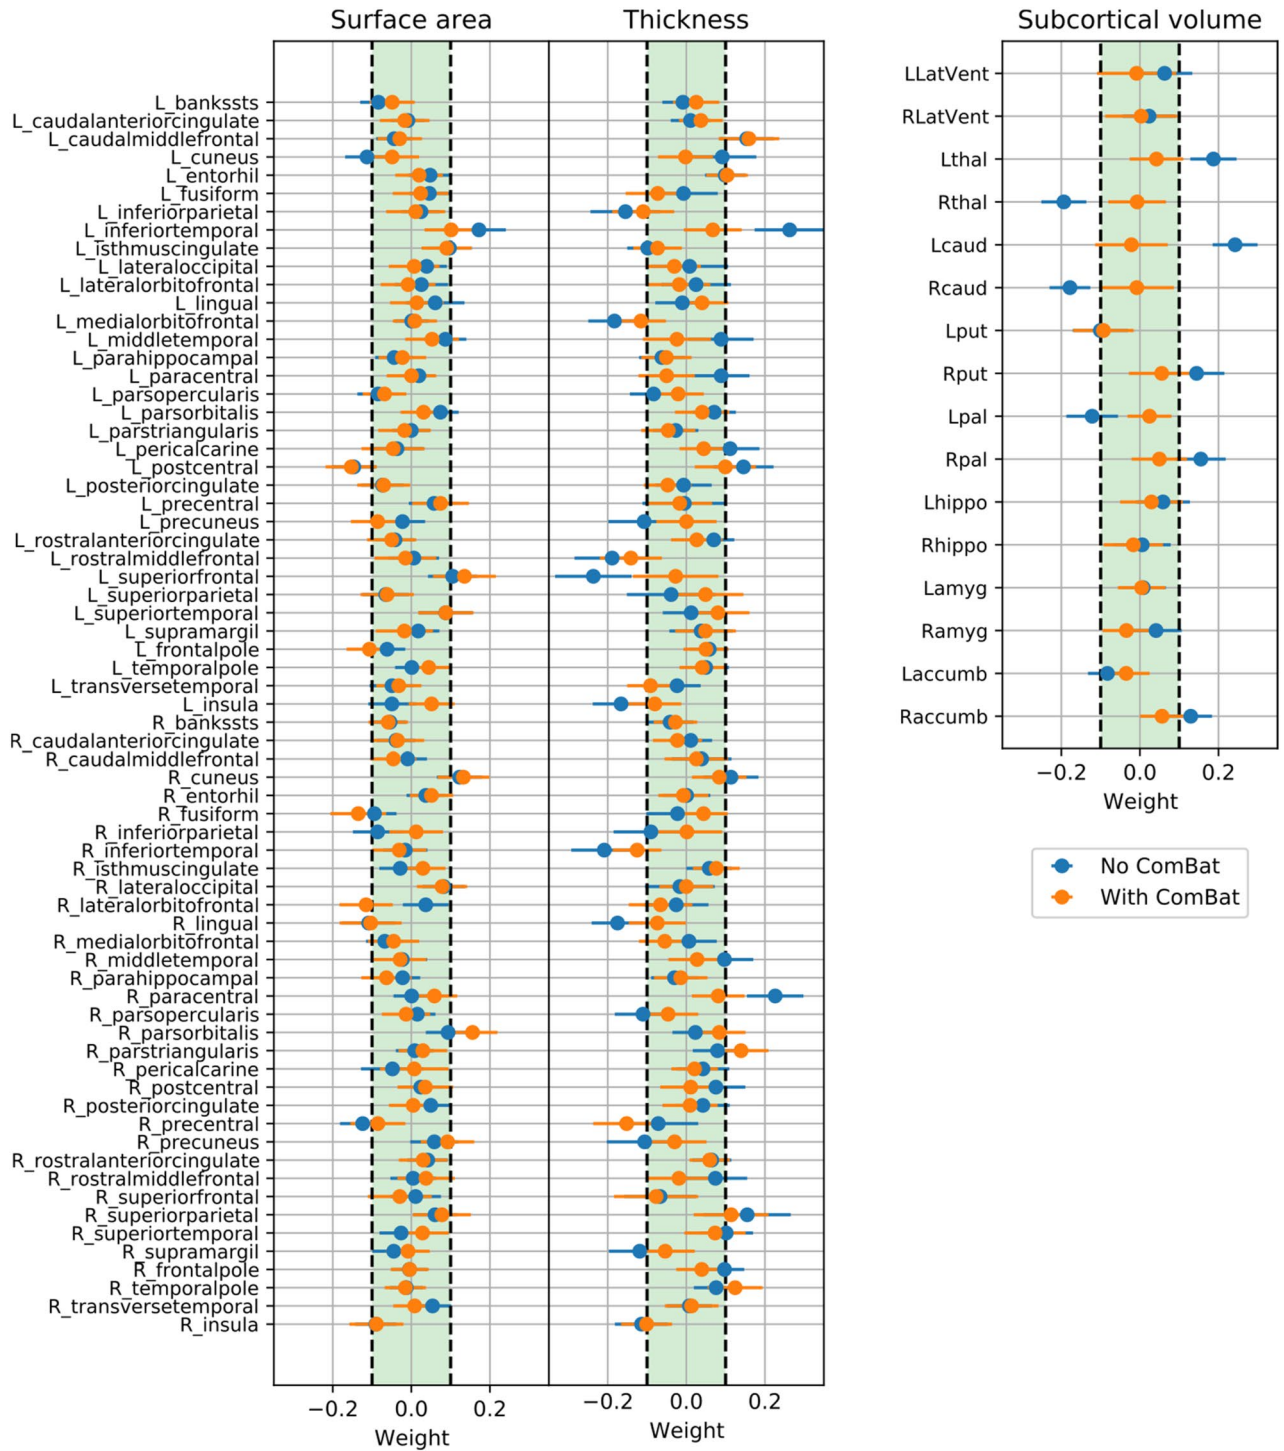 Surface area
Thickness
Subcortical volume
L_bankssts
L_caudalanteriorcingulate
L_caudalmiddlefrontal
L_cuneus
L_entorhil
L_fusiform
L_inferiorparietal
L_inferiortemporal
L_isthmuscingulate
L_lateraloccipital
L_lateralorbitofrontal
L_lingual
L_medialorbitofrontal
L_middletemporal
L_parahippocampal
L_paracentral
L_parsopercularis
L_parsorbitalis
L_parstriangularis
L_pericalcarine
L_postcentral
L_posteriorcingulate
L_precentral
L_precuneus
L_rostralanteriorcingulate
L_rostralmiddlefrontal
L_superiorfrontal
L_superiorparietal
L_superiortemporal
L_supramargil
L_frontalpole
L_temporalpole
L_transversetemporal
L_insula
R_bankssts
R_caudalanteriorcingulate
R_caudalmiddlefrontal
R_cuneus
R_entorhil
R_fusiform
R_inferiorparietal
R_inferiortemporal
R_isthmuscingulate
R_lateraloccipital
R_lateralorbitofrontal
R_lingual
R_medialorbitofrontal
R_middletemporal
R_parahippocampal
R_paracentral
R_parsopercularis
R_parsorbitalis
R_parstriangularis
R_pericalcarine
R_postcentral
R_posteriorcingulate
R_precentral
R_precuneus
R_rostralanteriorcingulate
R_rostralmiddlefrontal
R_superiorfrontal
R_superiorparietal
R_superiortemporal
R_supramargil
R_frontalpole
R_temporalpole
R_transversetemporal
R_insula
−0.2 0.0 0.2
Weight
−0.2 0.0 0.2
Weight
LLatVent
RLatVent
Lthal
Rthal
Lcaud
Rcaud
Lput
Rput
Lpal
Rpal
Lhippo
Rhippo
Lamyg
Ramyg
Laccumb
Raccumb
−0.2 0.0 0.2
Weight
No ComBat
With ComBat